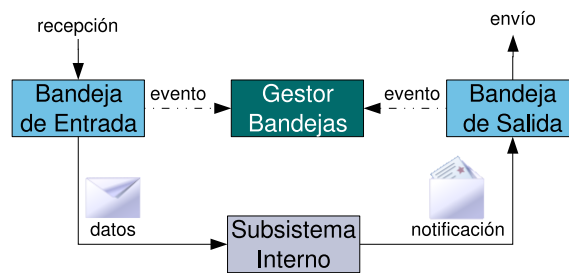 recepción
envío
Bandeja
de Entrada
evento
Gestor
Bandejas
evento
Bandeja
de Salida
datos
notificación
Subsistema
Interno